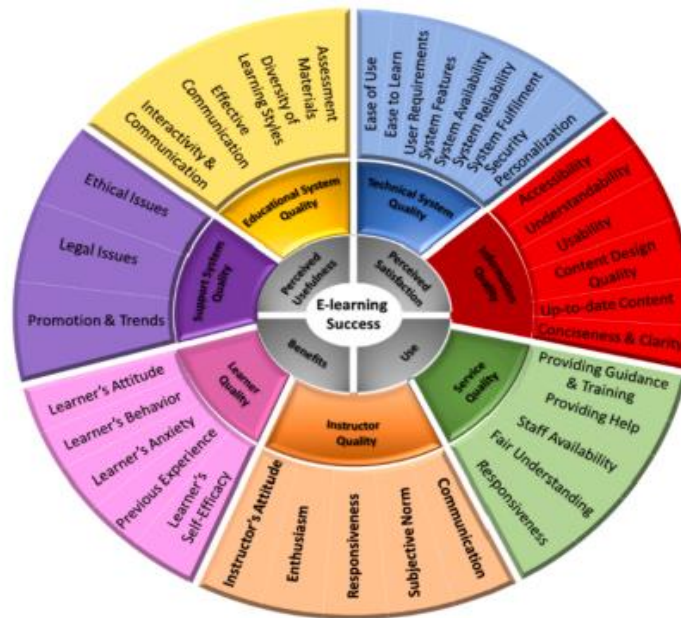 E-learning
Success
Perceived
Usefulness
Perceived
Satisfaction
Benefits
Use
Educational System
Quality
Assessment
Materials
Diversity of
Learning Styles
Effective
Communication
Interactivity &
Communication
Technical System
Quality
Ease of Use
Ease to Learn
User Requirements
System Features
System Availability
System Reliability
System Fulfilment
Security
Personalization
Information
Quality
Accessibility
Understandability
Usability
Content Design
Quality
Up-to-date Content
Conciseness & Clarity
Service
Quality
Providing Guidance
& Training
Providing Help
Staff Availability
Fair Understanding
Responsiveness
Instructor
Quality
Instructor's Attitude
Enthusiasm
Responsiveness
Subjective Norm
Communication
Learner
Quality
Learner's Attitude
Learner's Behavior
Learner's Anxiety
Previous Experience
Learner's
Self-Efficacy
Support System
Quality
Ethical Issues
Legal Issues
Promotion & Trends